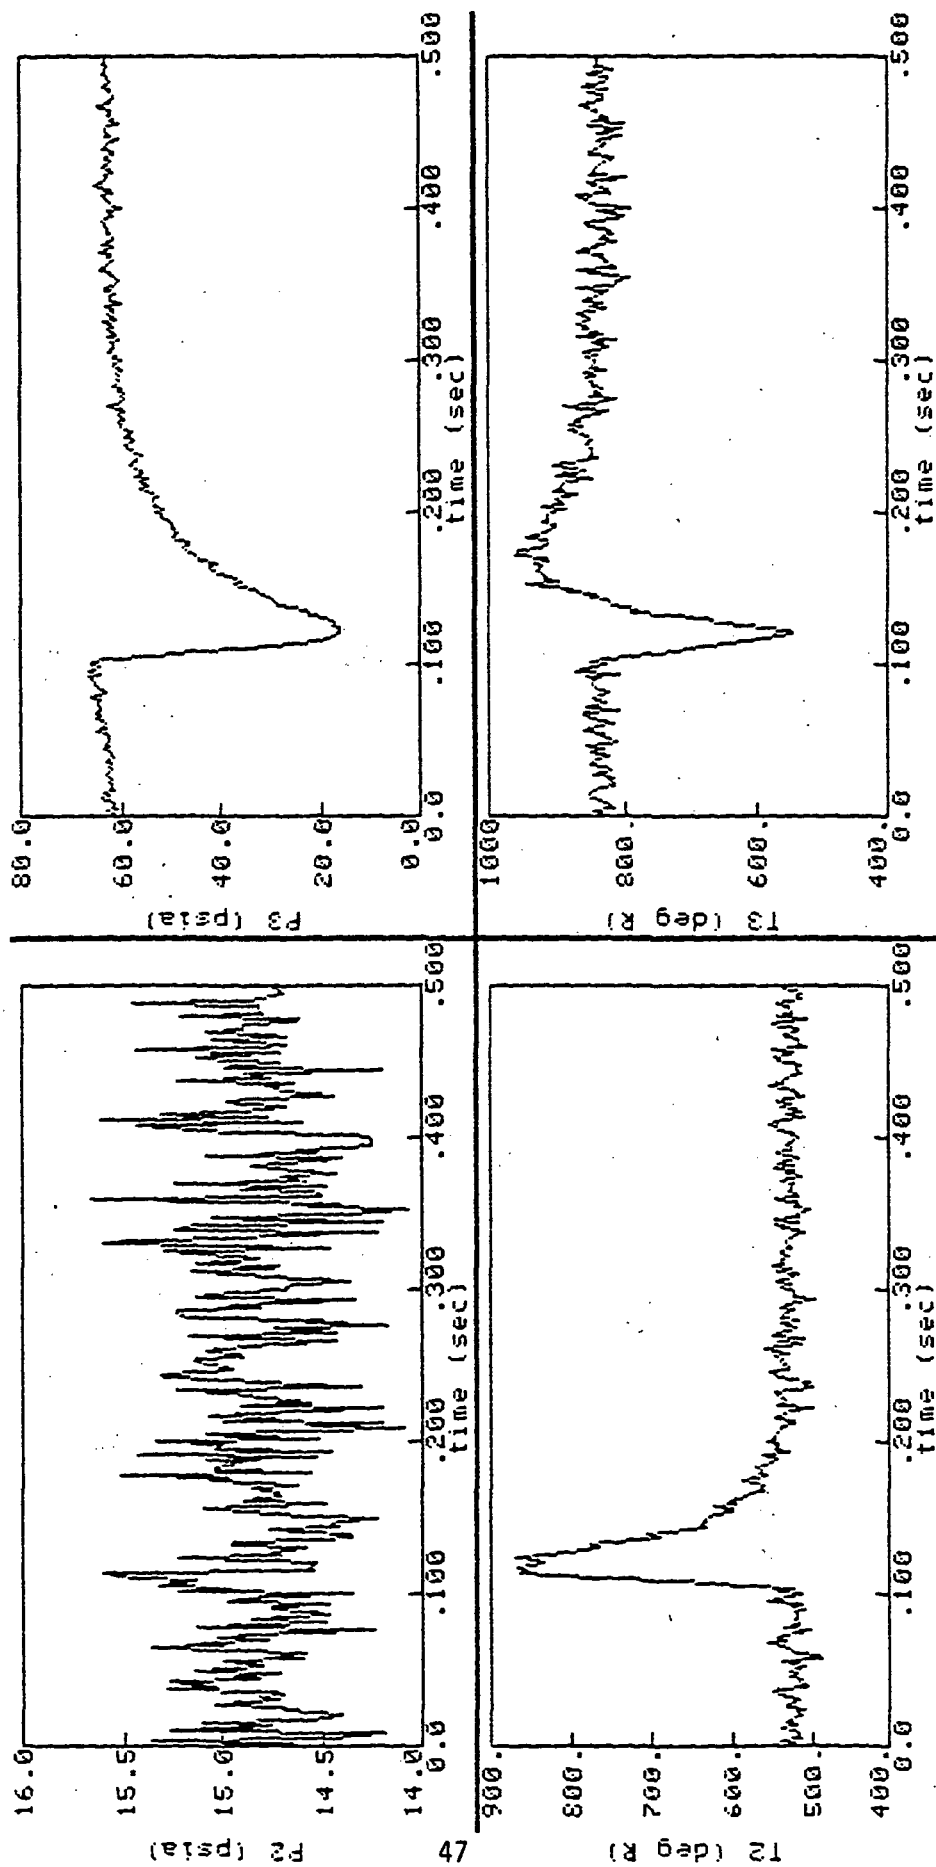 P2 (psia)
16.0
15.5
15.0
14.5
14.0
0.0 .100 .200 .300 .400 .500
time (sec)
P3 (psia)
80.0
60.0
40.0
20.0
0.0
0.0 .100 .200 .300 .400 .500
time (sec)
47
T2 (deg R)
900.
800.
700.
600.
500.
400.
0.0 .100 .200 .300 .400 .500
time (sec)
T3 (deg R)
1000
800.
600.
400.
0.0 .100 .200 .300 .400 .500
time (sec)